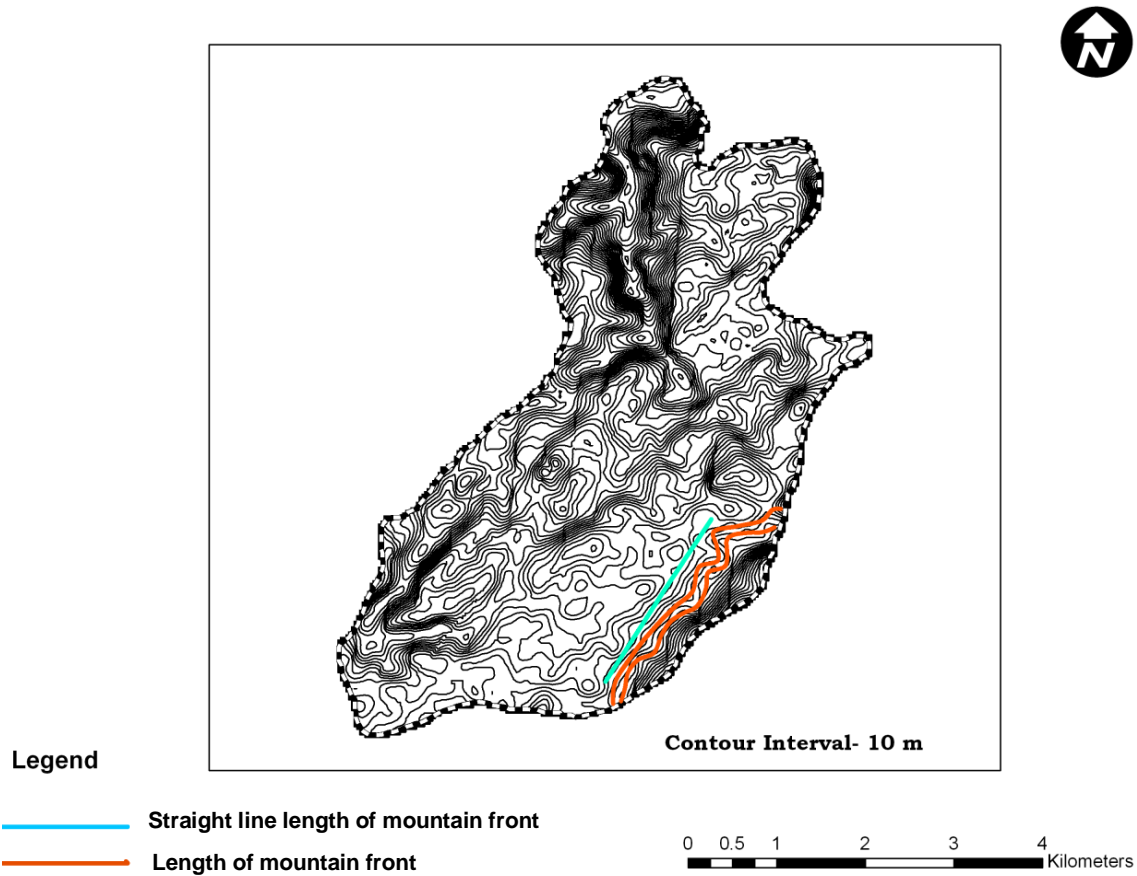 N
Contour Interval- 10 m
Legend
Straight line length of mountain front
Length of mountain front
0 0.5 1 2 3 4
Kilometers